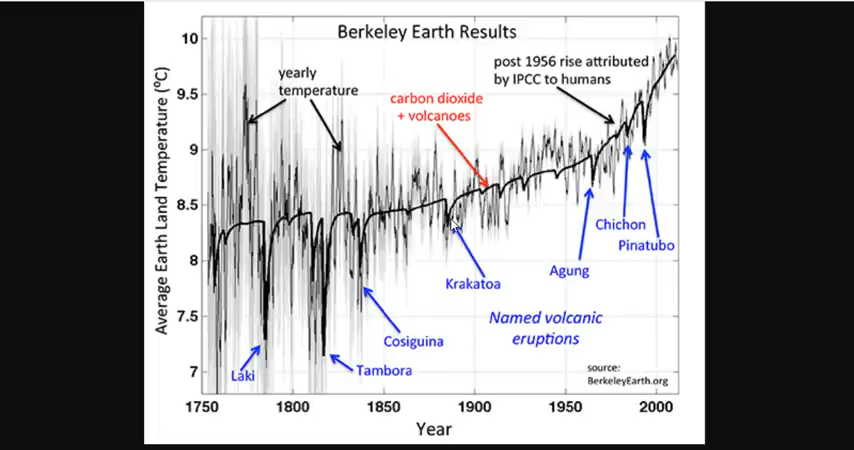 Berkeley Earth Results
10
9.5
9
8.5
8
7.5
7
Average Earth Land Temperature (°C)
yearly
temperature
carbon dioxide
+ volcanoes
post 1956 rise attributed
by IPCC to humans
Chichon
Pinatubo
Agung
Krakatoa
Named volcanic
eruptions
Cosiguina
Tambora
Laki
source:
BerkeleyEarth.org
1750 1800 1850 1900 1950 2000
Year